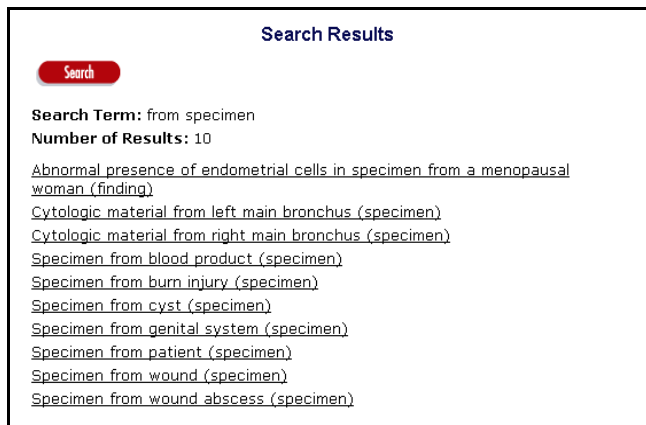 Search Results
Search
Search Term: from specimen
Number of Results: 10
Abnormal presence of endometrial cells in specimen from a menopausal
woman (finding)
Cytologic material from left main bronchus (specimen)
Cytologic material from right main bronchus (specimen)
Specimen from blood product (specimen)
Specimen from burn injury (specimen)
Specimen from cyst (specimen)
Specimen from genital system (specimen)
Specimen from patient (specimen)
Specimen from wound (specimen)
Specimen from wound abscess (specimen)